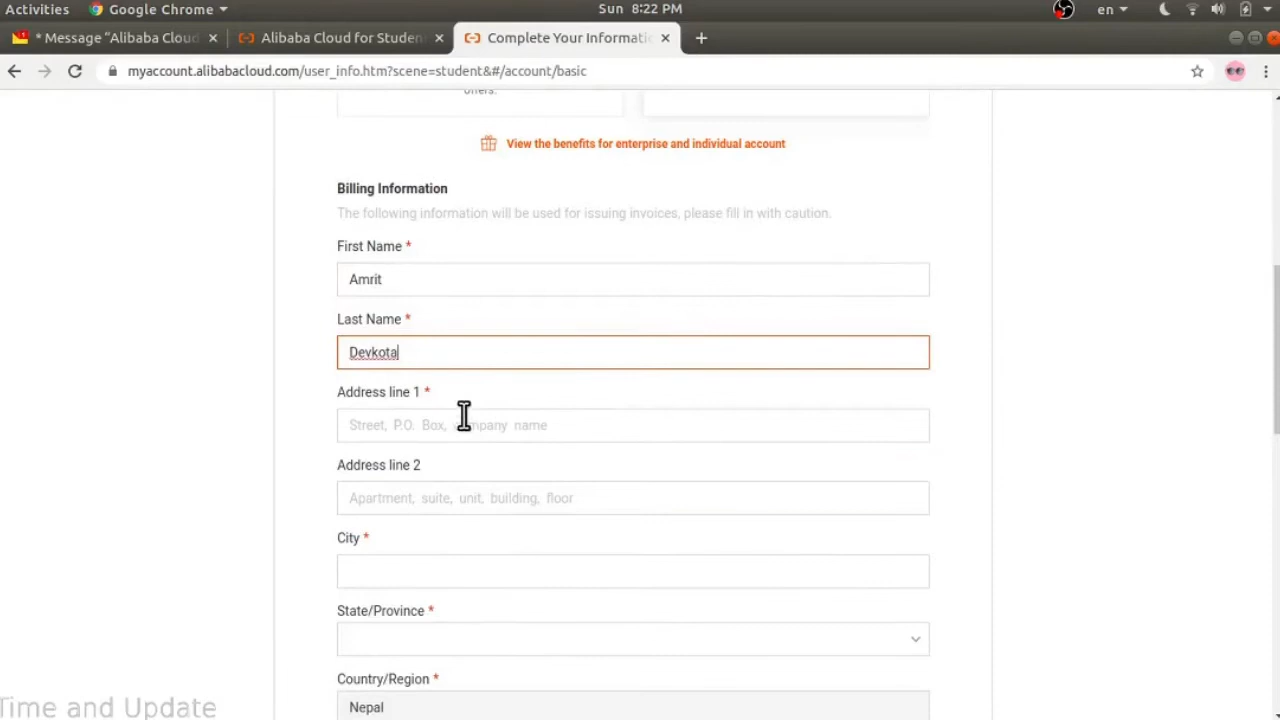 Activities Google Chrome Sun 8:22 PM en
* Message "Alibaba Cloud Alibaba Cloud for Studen Complete Your Informati
myaccount.alibabacloud.com/user_info.htm?scene=student&#/account/basic
offers.
View the benefits for enterprise and individual account
Billing Information
The following information will be used for issuing invoices, please fill in with caution.
First Name *
Amrit
Last Name *
Devkota
Address line 1 *
Street, P.O. Box, company name
Address line 2
Apartment, suite, unit, building, floor
City *
State/Province *
Country/Region *
Nepal
Time and Update